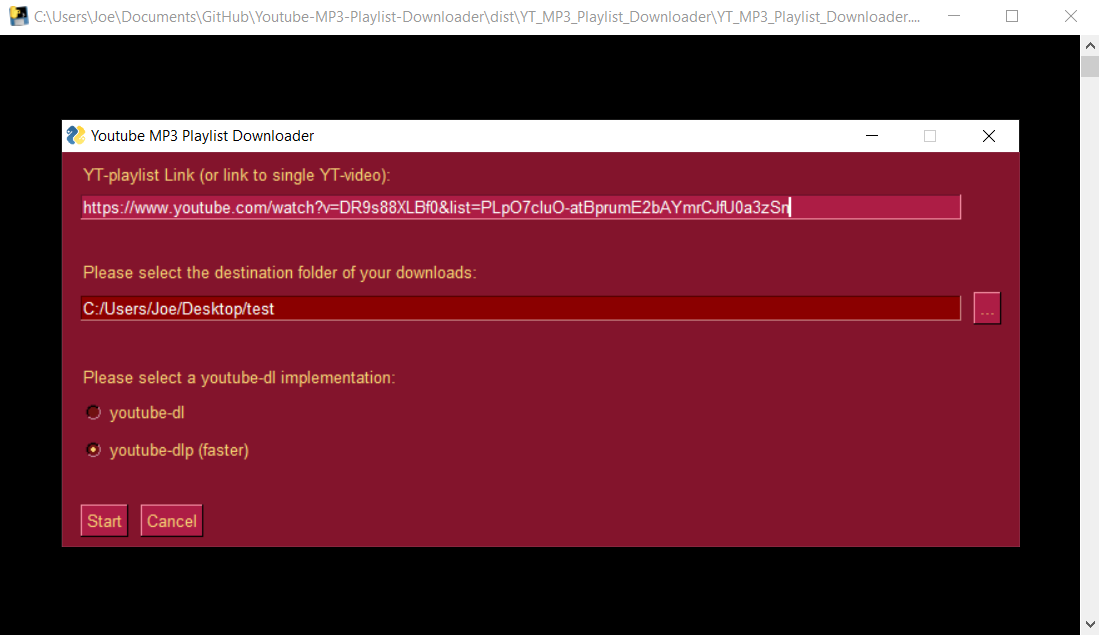 C:\Users\Joe\Documents\GitHub\Youtube-MP3-Playlist-Downloader\dist\YT_MP3_Playlist_Downloader\YT_MP3_Playlist_Downloader....
Youtube MP3 Playlist Downloader
YT-playlist Link (or link to single YT-video):
https://www.youtube.com/watch?v=DR9s88XLBf0&list=PLpO7cluO-atBprumE2bAYmrCJfU0a3zSn
Please select the destination folder of your downloads:
C:/Users/Joe/Desktop/test
...
Please select a youtube-dl implementation:
youtube-dl
youtube-dlp (faster)
Start Cancel